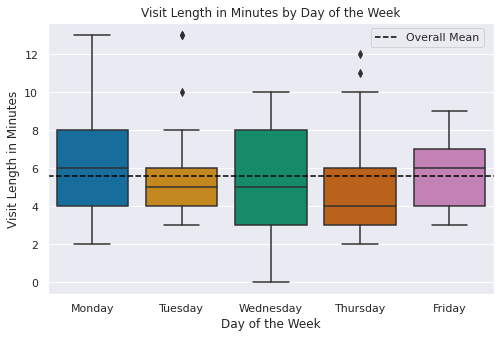 Visit Length in Minutes by Day of the Week
Overall Mean
Visit Length in Minutes
12
10
8
6
4
2
0
Monday Tuesday Wednesday Thursday Friday
Day of the Week